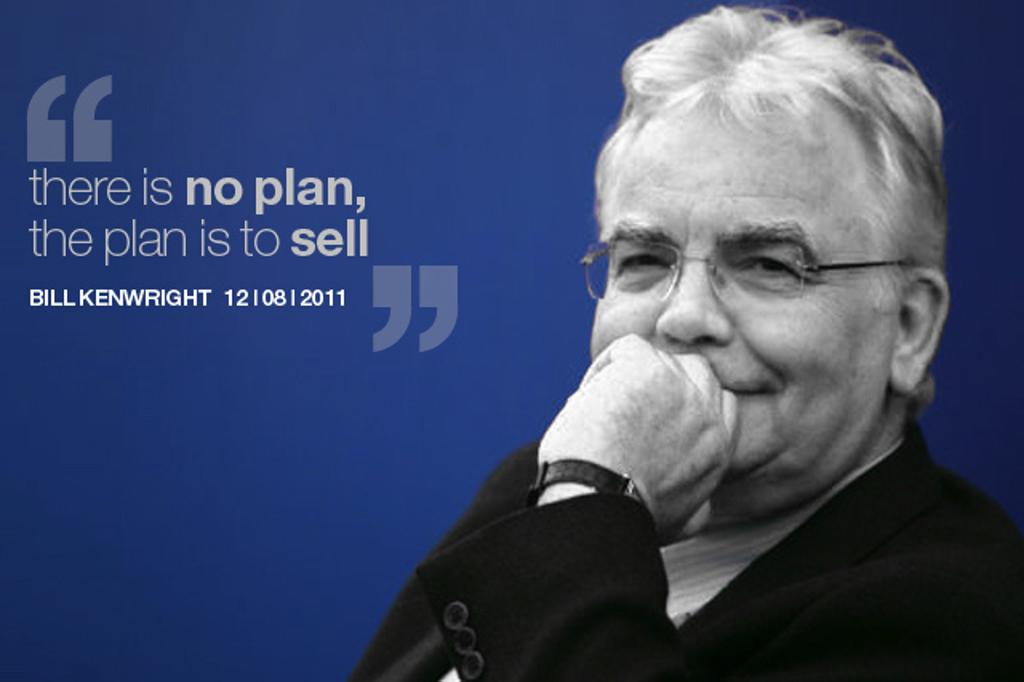 “
there is no plan,
the plan is to sell
BILL KENWRIGHT 12|08|2011
”